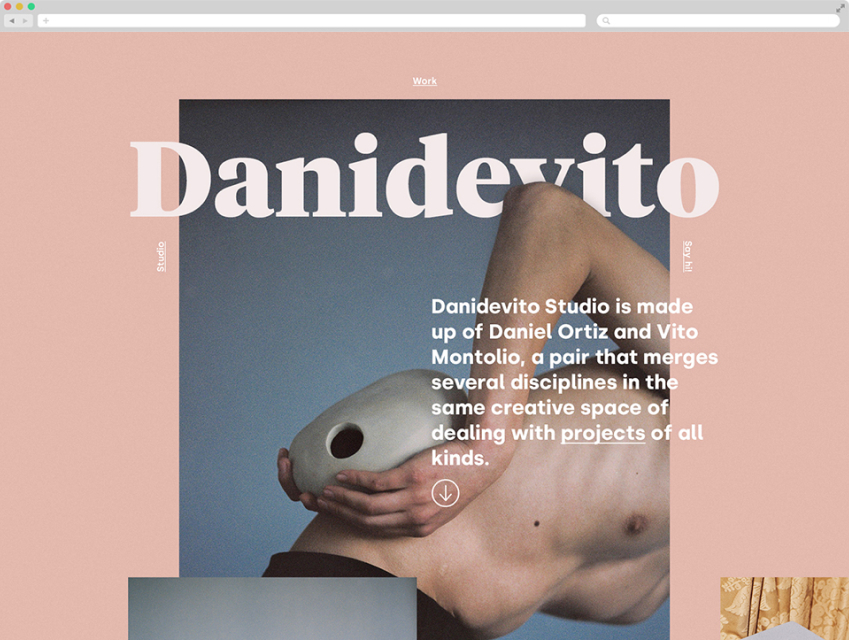 Work
Danidevito
Studio
Say hi!
Danidevito Studio is made
up of Daniel Ortiz and Vito
Montolio, a pair that merges
several disciplines in the
same creative space of
dealing with projects of all
kinds.